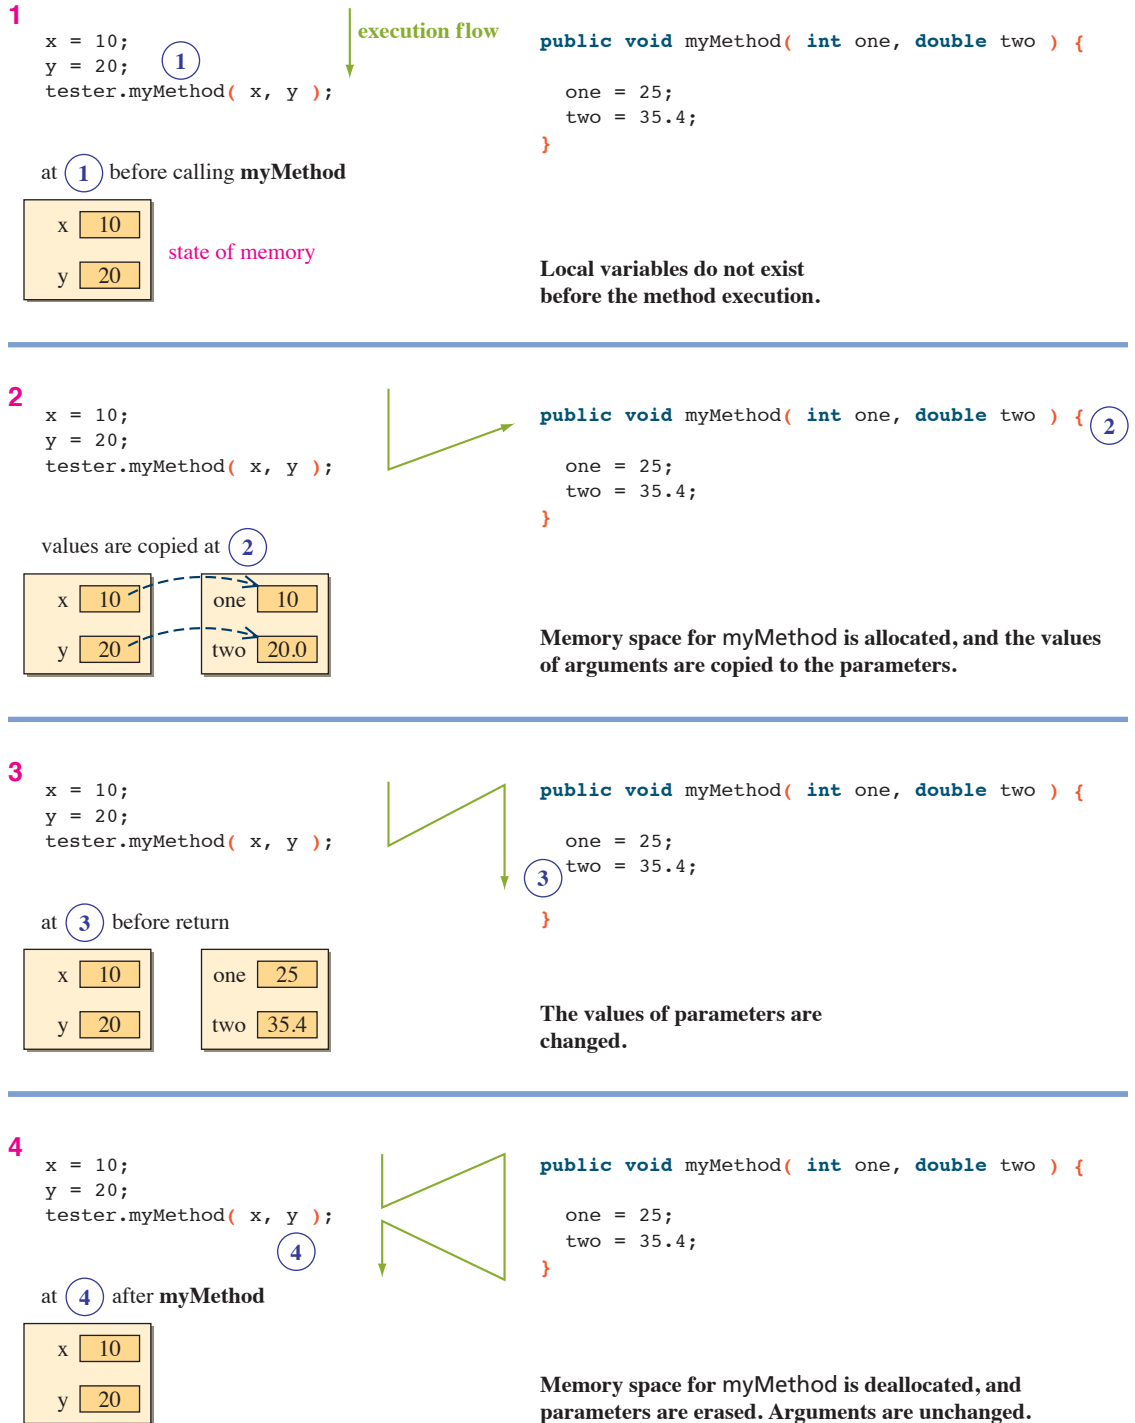 1
x = 10;
y = 20;
tester.myMethod( x, y );
1
execution flow
public void myMethod( int one, double two ) {
one = 25;
two = 35.4;
}
at 1 before calling myMethod
x 10
y 20
state of memory
Local variables do not exist
before the method execution.
2
x = 10;
y = 20;
tester.myMethod( x, y );
public void myMethod( int one, double two ) {
2
one = 25;
two = 35.4;
}
values are copied at 2
x 10
y 20
one 10
two 20.0
Memory space for myMethod is allocated, and the values
of arguments are copied to the parameters.
3
x = 10;
y = 20;
tester.myMethod( x, y );
public void myMethod( int one, double two ) {
one = 25;
two = 35.4;
3
}
at 3 before return
x 10
y 20
one 25
two 35.4
The values of parameters are
changed.
4
x = 10;
y = 20;
tester.myMethod( x, y );
4
public void myMethod( int one, double two ) {
one = 25;
two = 35.4;
}
at 4 after myMethod
x 10
y 20
Memory space for myMethod is deallocated, and
parameters are erased. Arguments are unchanged.